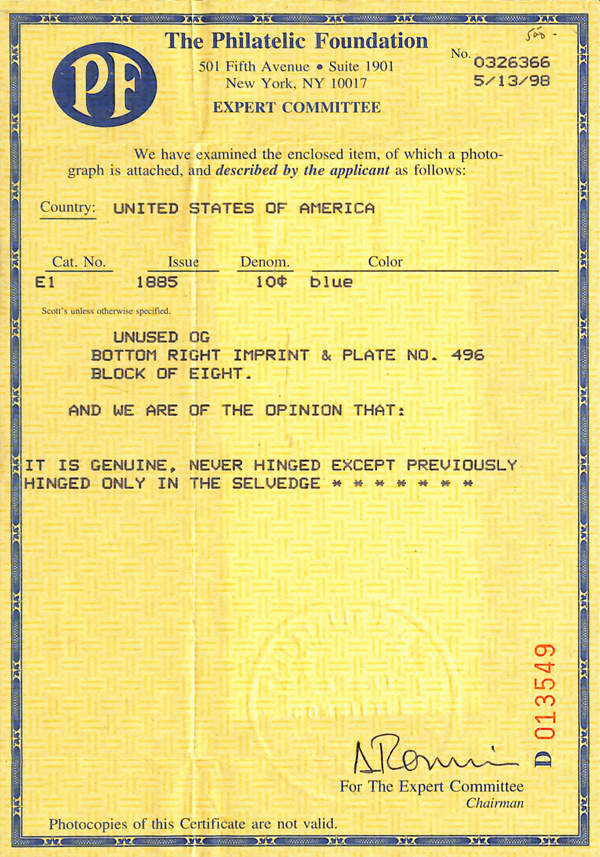 500 -
PF
The Philatelic Foundation
501 Fifth Avenue • Suite 1901
New York, NY 10017
EXPERT COMMITTEE
No. 0326366
5/13/98
We have examined the enclosed item, of which a photo-
graph is attached, and described by the applicant as follows:
Country: UNITED STATES OF AMERICA
Cat. No. Issue Denom. Color
E1 1885 10¢ blue
Scott's unless otherwise specified.
UNUSED OG
BOTTOM RIGHT IMPRINT & PLATE NO. 496
BLOCK OF EIGHT.
AND WE ARE OF THE OPINION THAT:
IT IS GENUINE, NEVER HINGED EXCEPT PREVIOUSLY
HINGED ONLY IN THE SELVEDGE * * * * * * *
D 013549
For The Expert Committee
Chairman
Photocopies of this Certificate are not valid.